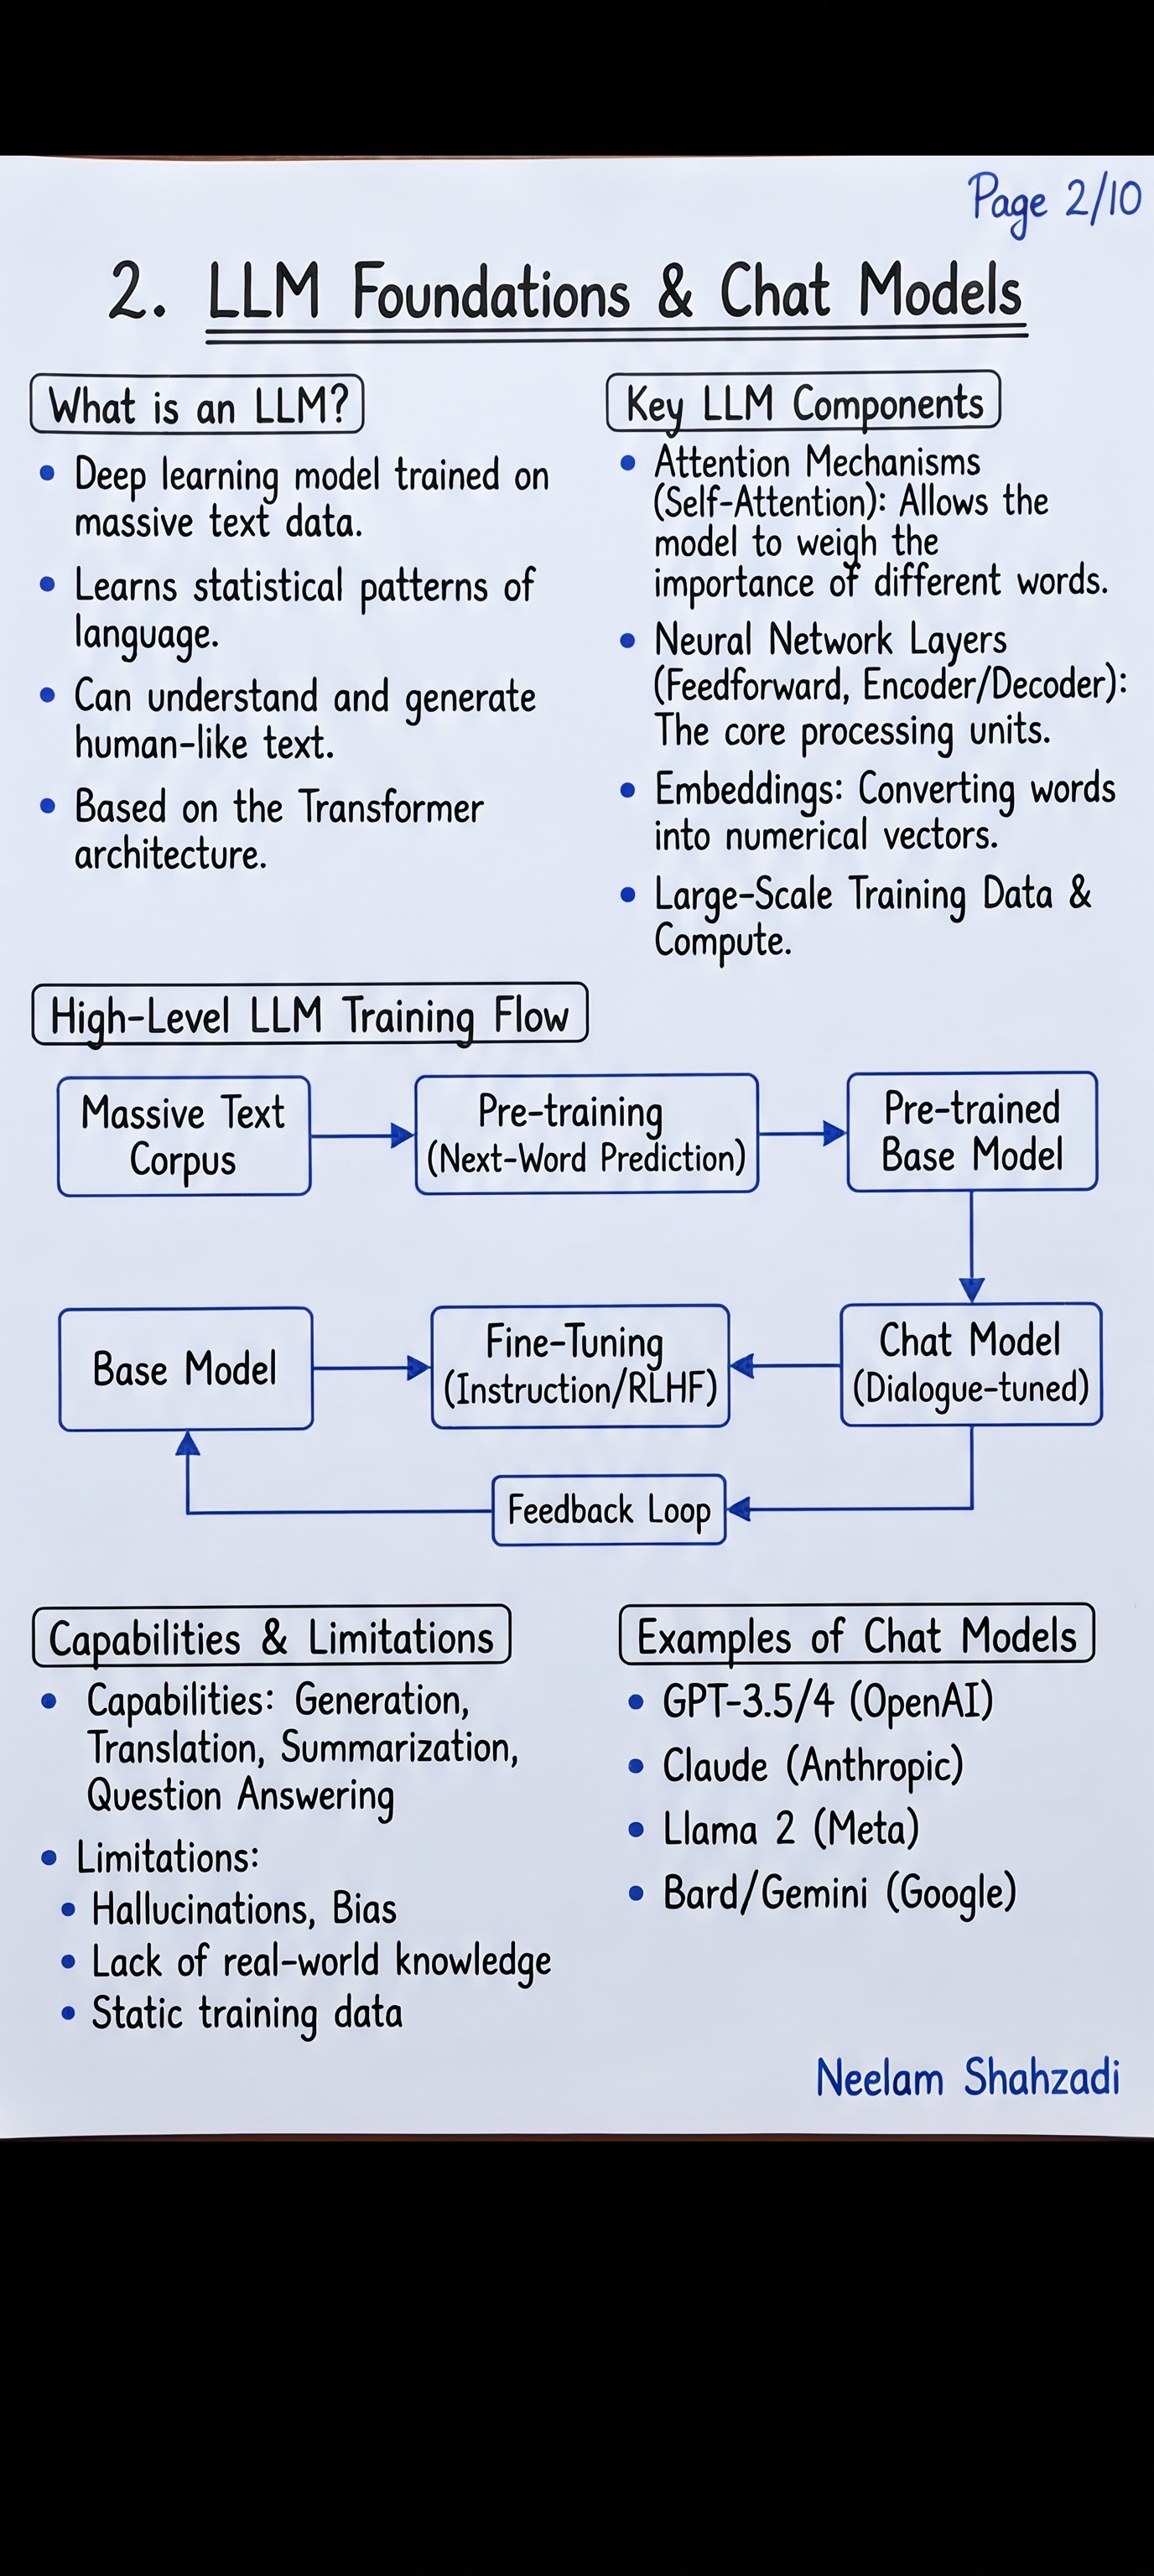 Page 2/10
2. LLM Foundations & Chat Models
What is an LLM?
• Deep learning model trained on
massive text data.
• Learns statistical patterns of
language.
• Can understand and generate
human-like text.
• Based on the Transformer
architecture.
Key LLM Components
• Attention Mechanisms
(Self-Attention): Allows the
model to weigh the
importance of different words.
• Neural Network Layers
(Feedforward, Encoder/Decoder):
The core processing units.
• Embeddings: Converting words
into numerical vectors.
• Large-Scale Training Data &
Compute.
High-Level LLM Training Flow
Massive Text
Corpus
Pre-training
(Next-Word Prediction)
Pre-trained
Base Model
Base Model
Fine-Tuning
(Instruction/RLHF)
Chat Model
(Dialogue-tuned)
Feedback Loop
Capabilities & Limitations
• Capabilities: Generation,
Translation, Summarization,
Question Answering
• Limitations:
• Hallucinations, Bias
• Lack of real-world knowledge
• Static training data
Examples of Chat Models
• GPT-3.5/4 (OpenAI)
• Claude (Anthropic)
• Llama 2 (Meta)
• Bard/Gemini (Google)
Neelam Shahzadi